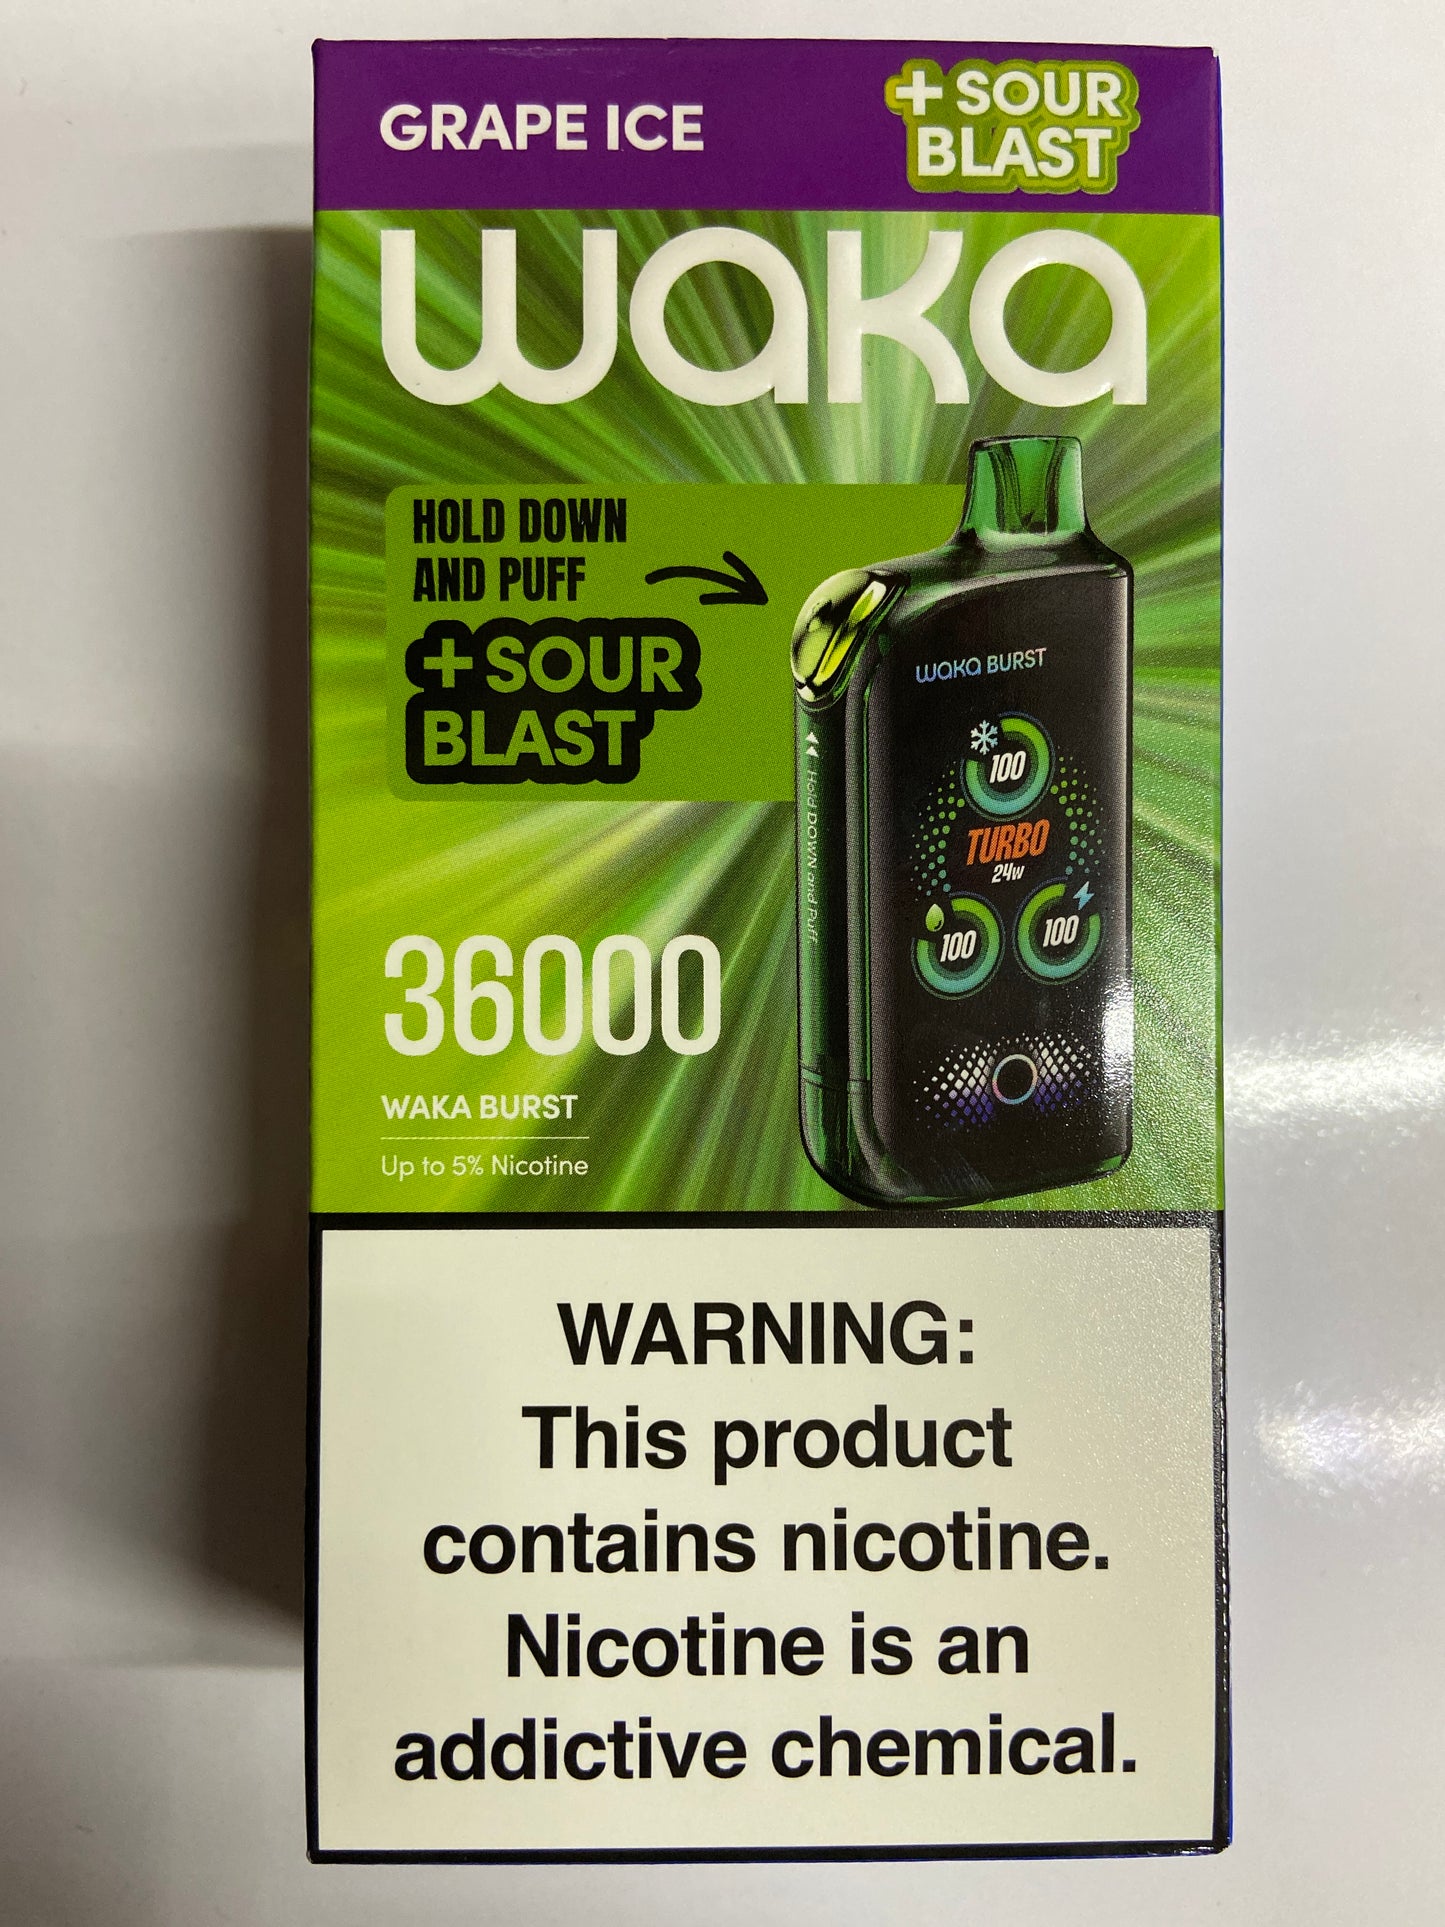 GRAPE ICE
+ SOUR
BLAST
waka
HOLD DOWN
AND PUFF
+ SOUR
BLAST
WAKA BURST
100
TURBO
24w
100
100
Hold DOWN and Puff
36000
WAKA BURST
Up to 5% Nicotine
WARNING:
This product
contains nicotine.
Nicotine is an
addictive chemical.